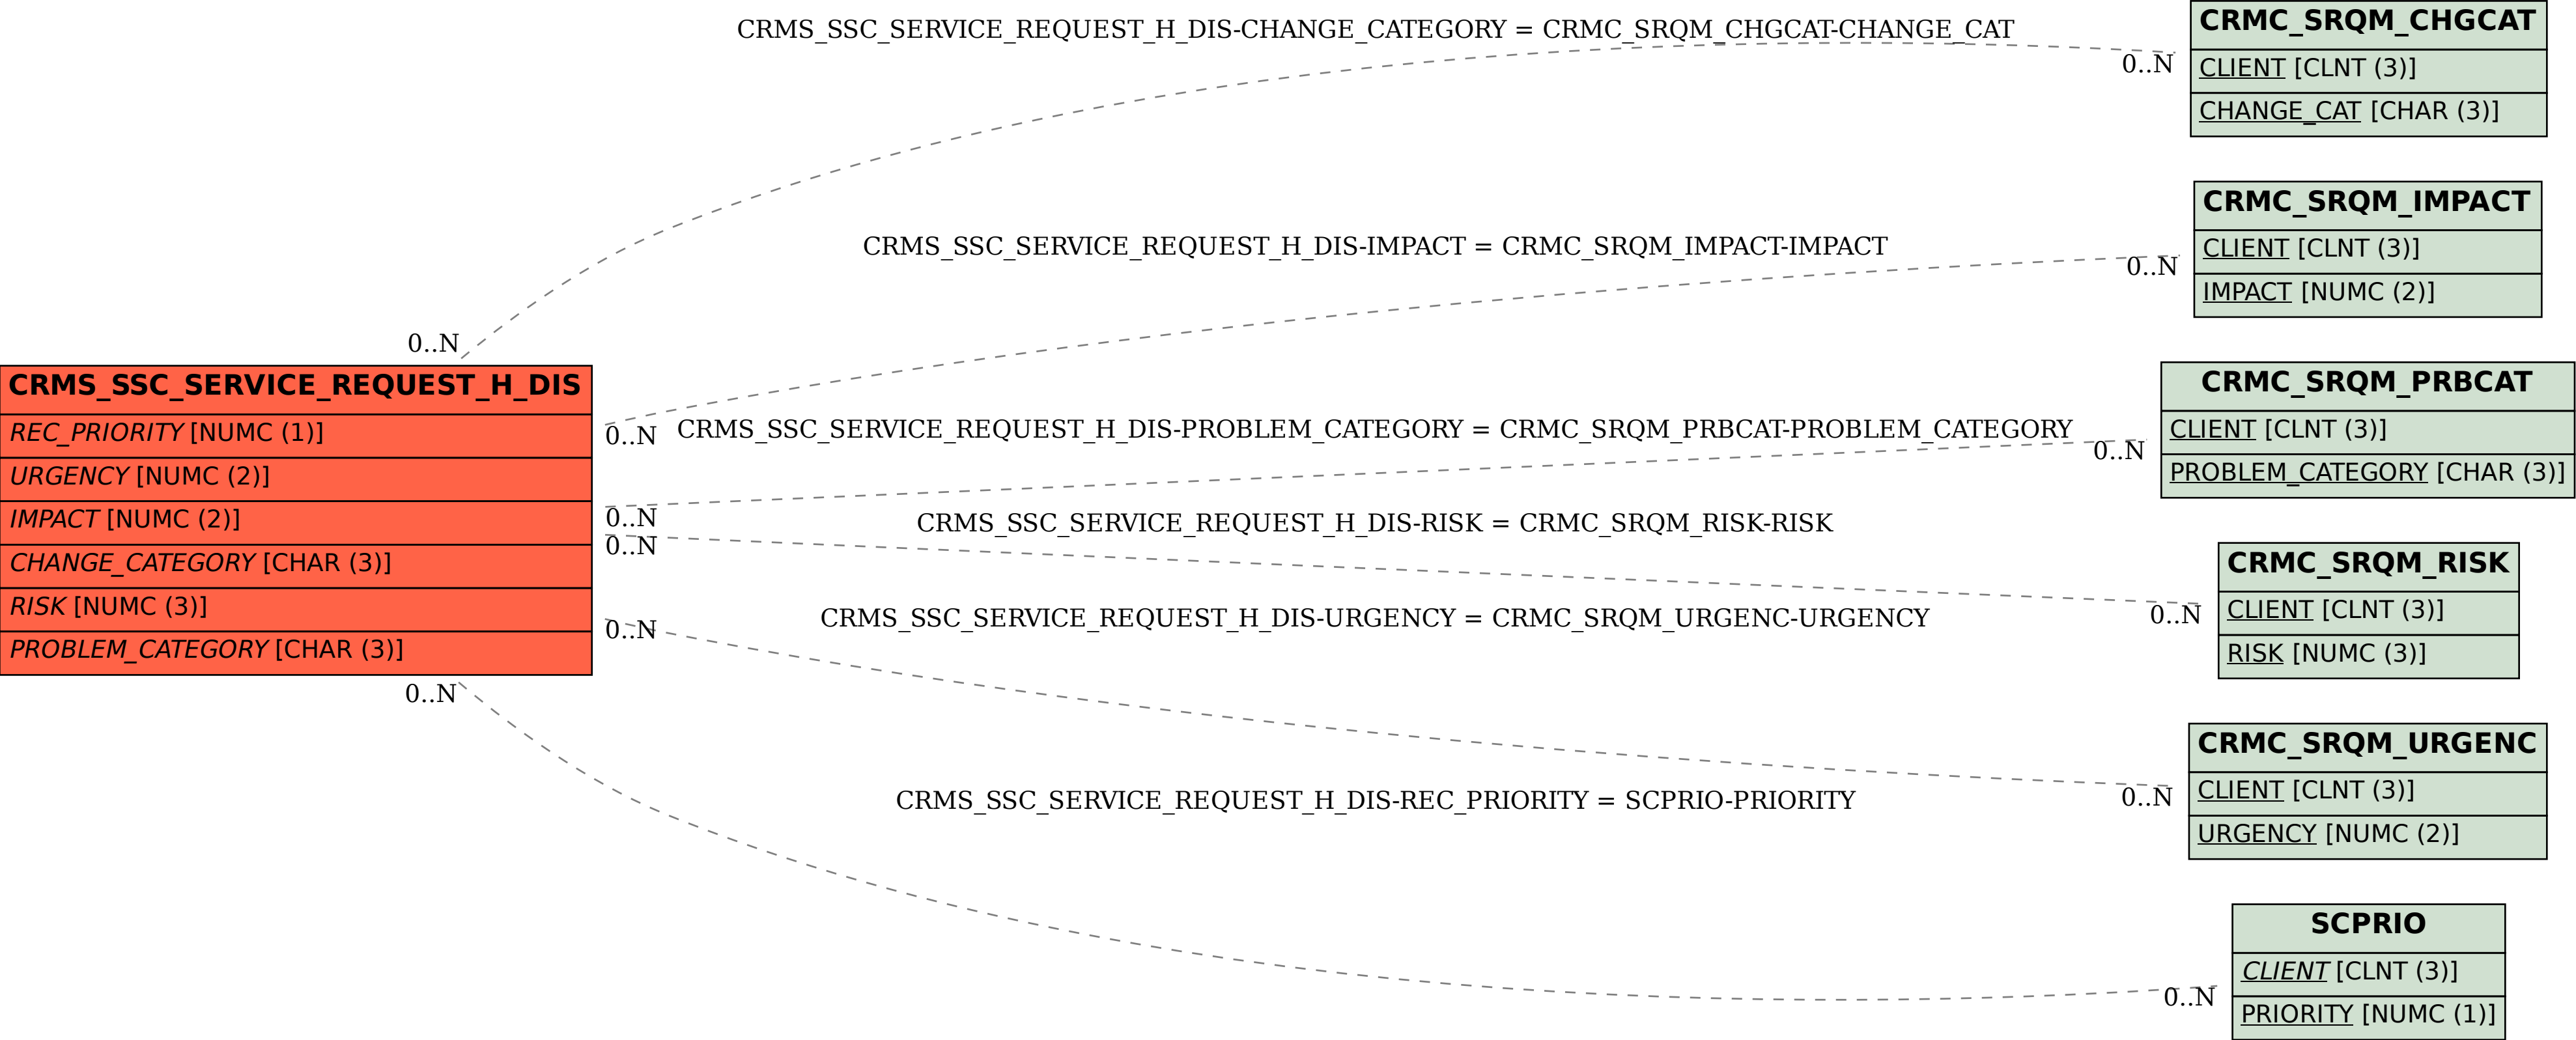 CRMS_SSC_SERVICE_REQUEST_H_DIS-CHANGE_CATEGORY = CRMC_SRQM_CHGCAT-CHANGE_CAT
0..N
0..N
CRMC_SRQM_CHGCAT
CLIENT [CLNT (3)]
CHANGE_CAT [CHAR (3)]
CRMS_SSC_SERVICE_REQUEST_H_DIS-IMPACT = CRMC_SRQM_IMPACT-IMPACT
0..N
0..N
CRMC_SRQM_IMPACT
CLIENT [CLNT (3)]
IMPACT [NUMC (2)]
CRMS_SSC_SERVICE_REQUEST_H_DIS
REC_PRIORITY [NUMC (1)]
URGENCY [NUMC (2)]
IMPACT [NUMC (2)]
CHANGE_CATEGORY [CHAR (3)]
RISK [NUMC (3)]
PROBLEM_CATEGORY [CHAR (3)]
CRMS_SSC_SERVICE_REQUEST_H_DIS-PROBLEM_CATEGORY = CRMC_SRQM_PRBCAT-PROBLEM_CATEGORY
0..N
0..N
CRMC_SRQM_PRBCAT
CLIENT [CLNT (3)]
PROBLEM_CATEGORY [CHAR (3)]
CRMS_SSC_SERVICE_REQUEST_H_DIS-RISK = CRMC_SRQM_RISK-RISK
0..N
0..N
CRMC_SRQM_RISK
CLIENT [CLNT (3)]
RISK [NUMC (3)]
CRMS_SSC_SERVICE_REQUEST_H_DIS-URGENCY = CRMC_SRQM_URGENC-URGENCY
0..N
0..N
CRMC_SRQM_URGENC
CLIENT [CLNT (3)]
URGENCY [NUMC (2)]
CRMS_SSC_SERVICE_REQUEST_H_DIS-REC_PRIORITY = SCPRIO-PRIORITY
0..N
0..N
SCPRIO
CLIENT [CLNT (3)]
PRIORITY [NUMC (1)]